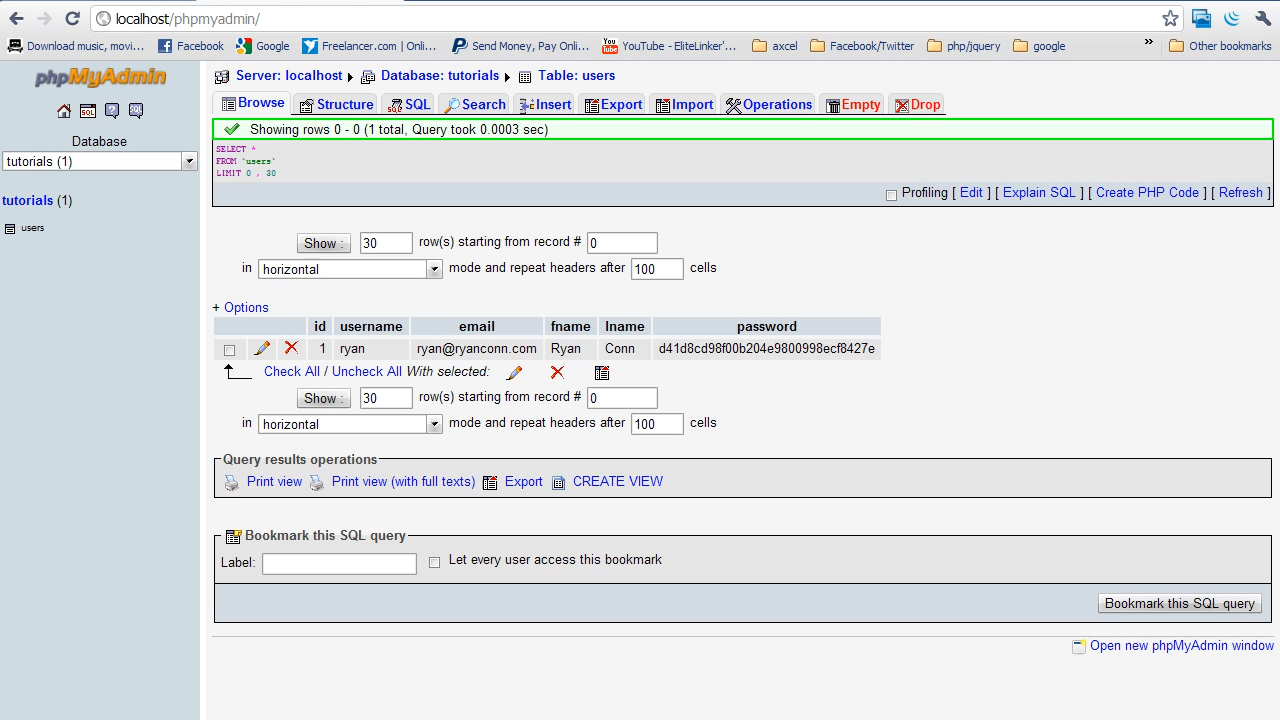 localhost/phpmyadmin/
Download music, movi... Facebook Google Freelancer.com | Onli... Send Money, Pay Onli... YouTube - EliteLinker'... axcel Facebook/Twitter php/jquery google » Other bookmarks
phpMyAdmin
Database
tutorials (1)
tutorials (1)
users
Server: localhost Database: tutorials Table: users
Browse Structure SQL Search Insert Export Import Operations Empty Drop
Showing rows 0 - 0 (1 total, Query took 0.0003 sec)
SELECT *
FROM `users`
LIMIT 0 , 30
Profiling [ Edit ] [ Explain SQL ] [ Create PHP Code ] [ Refresh ]
Show : 30 row(s) starting from record # 0
in horizontal mode and repeat headers after 100 cells
+ Options
id username email fname lname password
1 ryan ryan@ryanconn.com Ryan Conn d41d8cd98f00b204e9800998ecf8427e
Check All / Uncheck All With selected:
Show : 30 row(s) starting from record # 0
in horizontal mode and repeat headers after 100 cells
Query results operations
Print view Print view (with full texts) Export CREATE VIEW
Bookmark this SQL query
Label: Let every user access this bookmark
Bookmark this SQL query
Open new phpMyAdmin window